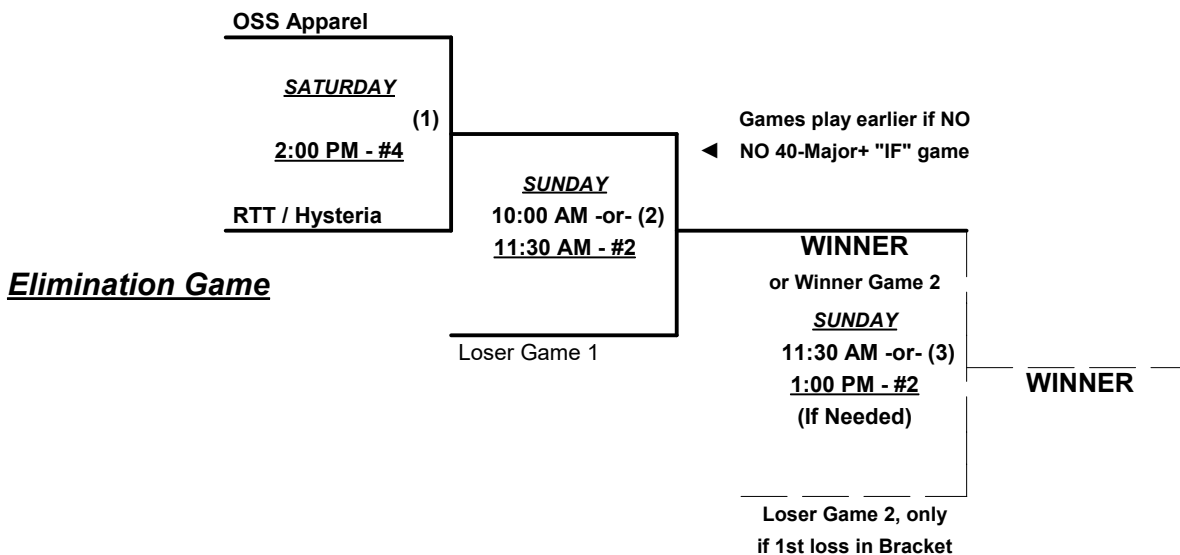 OSS Apparel
SATURDAY
(1)
2:00 PM - #4
RTT / Hysteria
Games play earlier if NO
◄ NO 40-Major+ "IF" game
SUNDAY
10:00 AM -or- (2)
11:30 AM - #2
Elimination Game
Loser Game 1
WINNER
or Winner Game 2
SUNDAY
11:30 AM -or- (3)
1:00 PM - #2
(If Needed)
WINNER
Loser Game 2, only
if 1st loss in Bracket